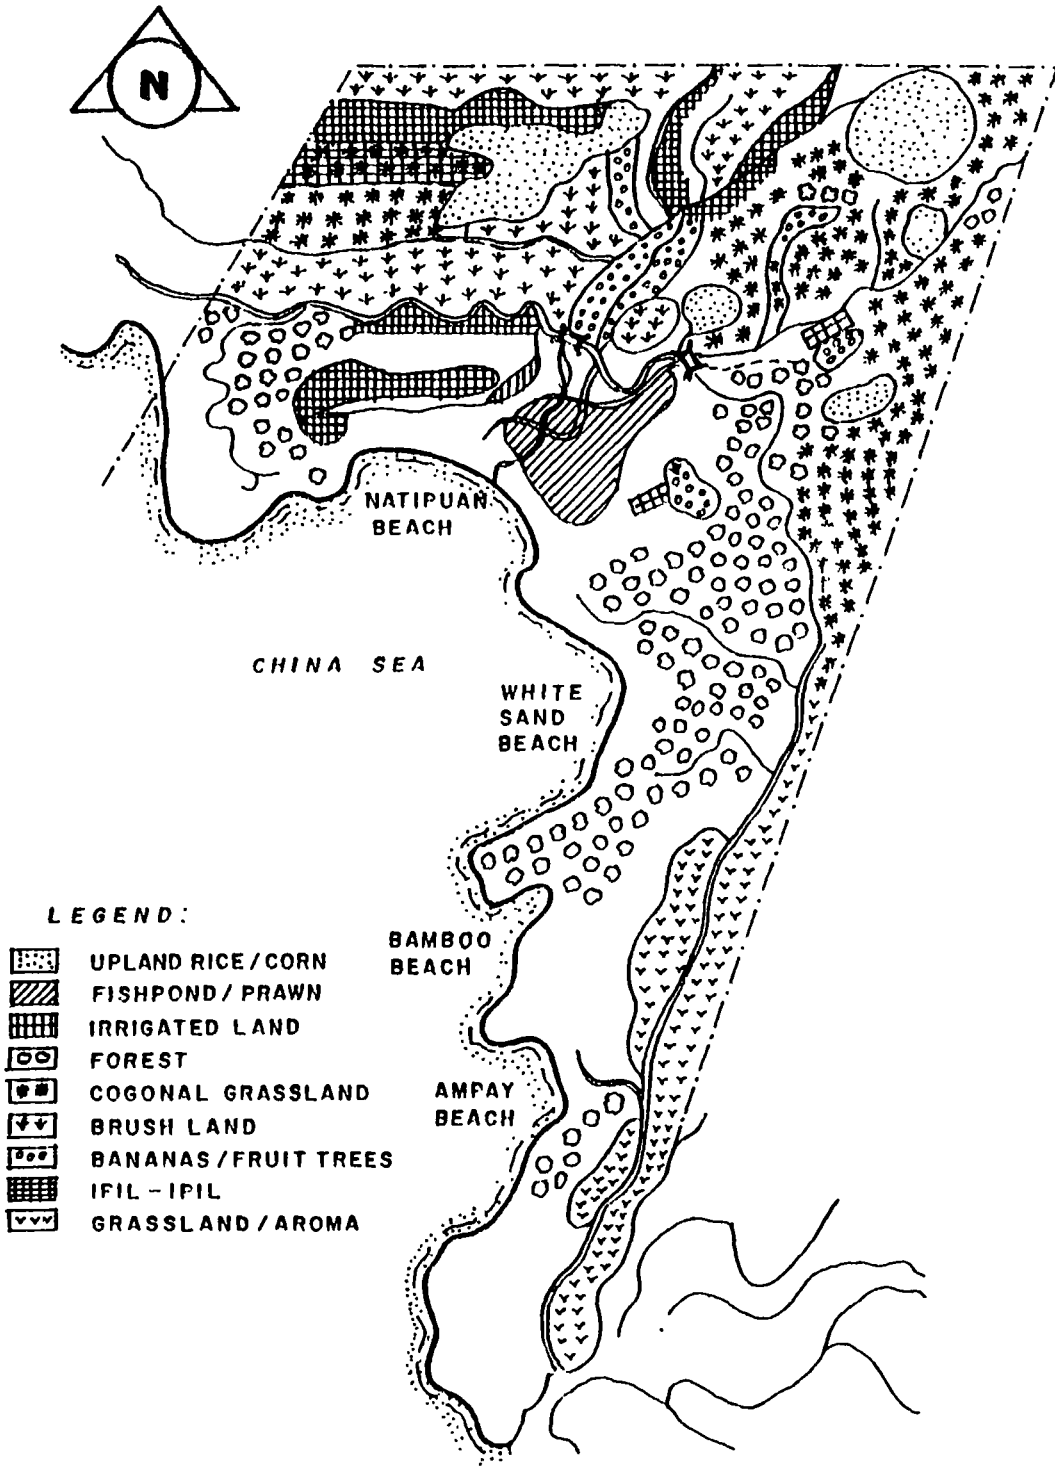 N
NATIPUAN
BEACH
CHINA SEA
WHITE
SAND
BEACH
BAMBOO
BEACH
AMPAY
BEACH
LEGEND:
UPLAND RICE/CORN
FISHPOND/PRAWN
IRRIGATED LAND
FOREST
COGONAL GRASSLAND
BRUSH LAND
BANANAS/FRUIT TREES
IPIL-IPIL
GRASSLAND/AROMA